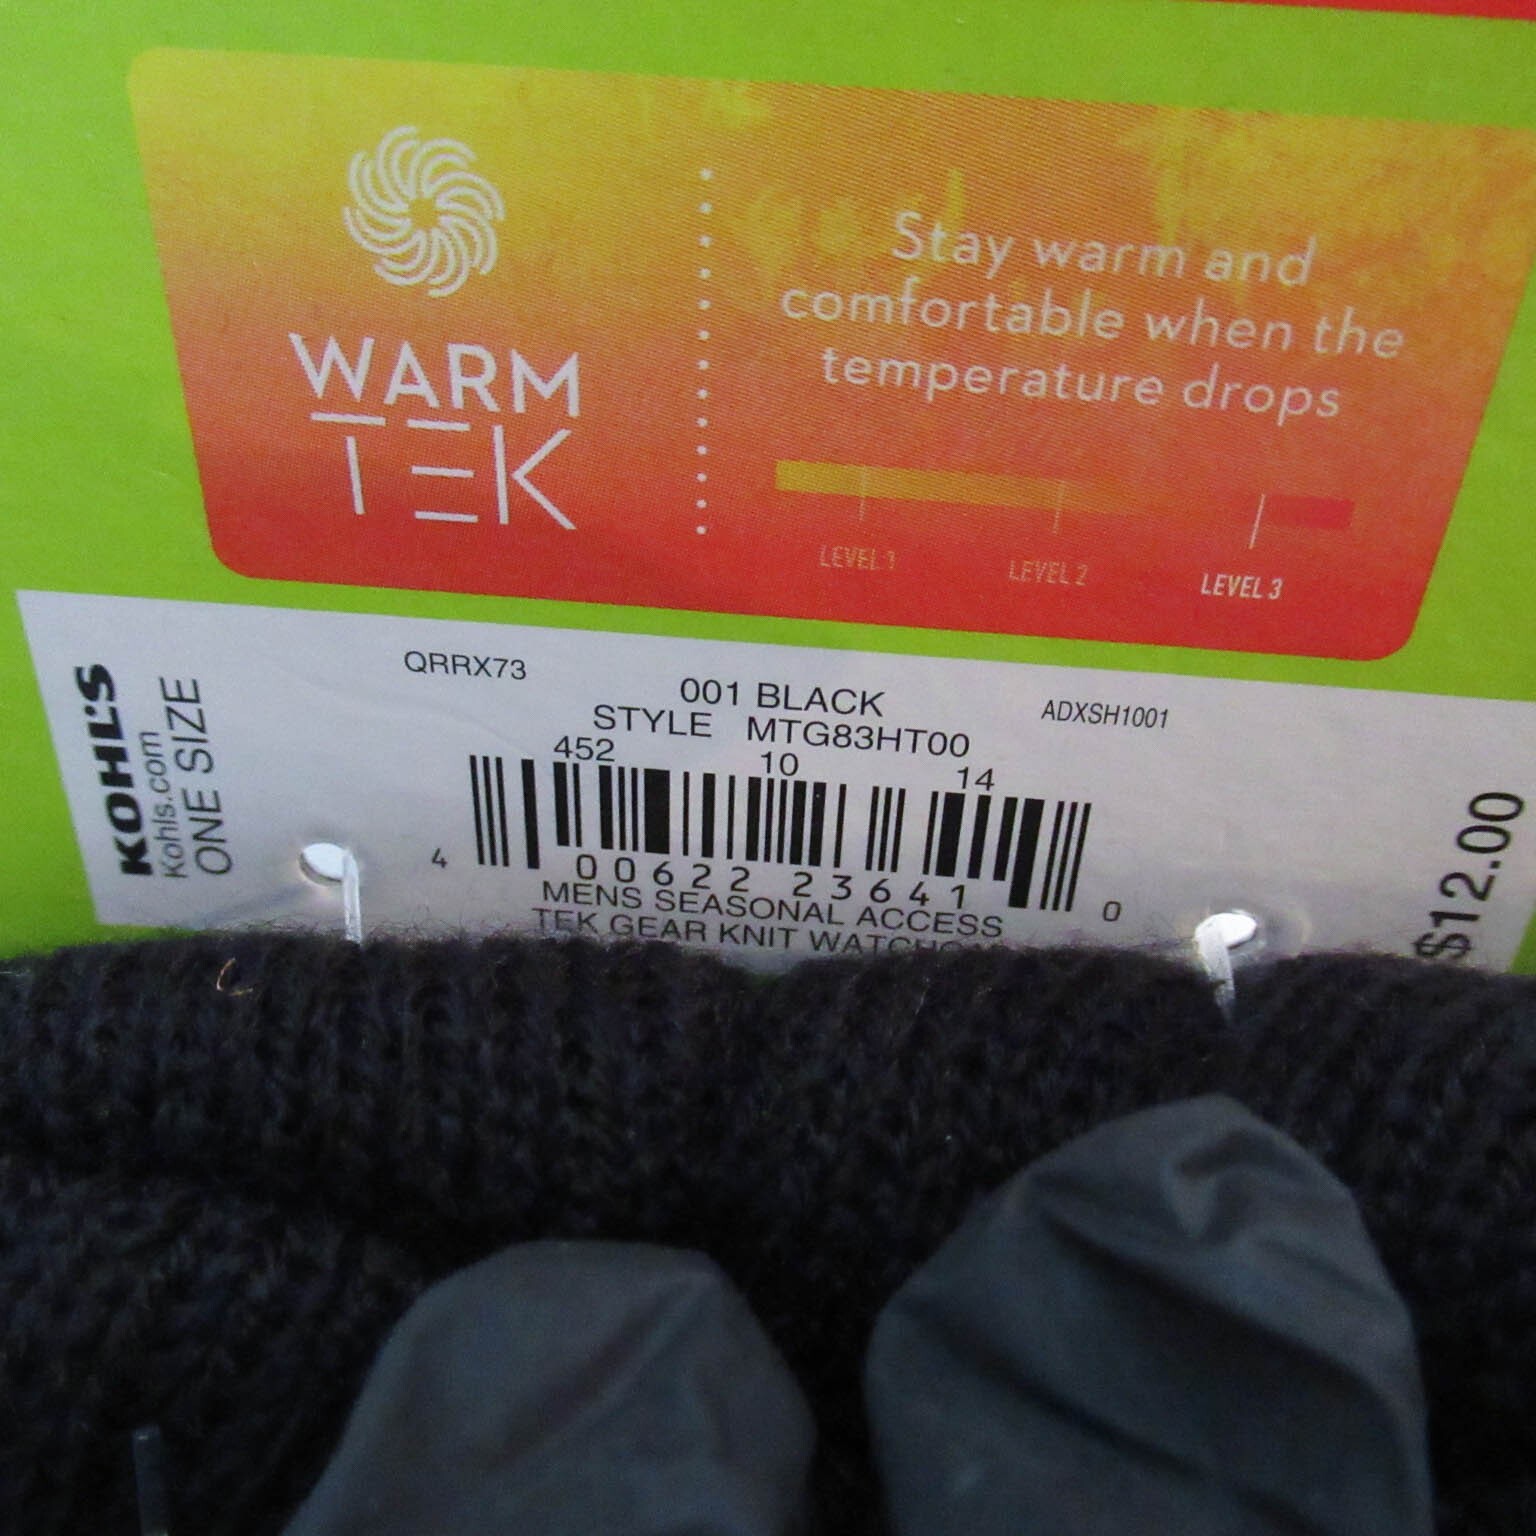 WARM
TEK
Stay warm and
comfortable when the
temperature drops
LEVEL 1 LEVEL 2 LEVEL 3
KOHL'S
Kohls.com
ONE SIZE
QRRX73
001 BLACK
ADXSH1001
STYLE MTG83HT00
452 10 14
4 00622 23641 0
MENS SEASONAL ACCESS
TEK GEAR KNIT
$12.00